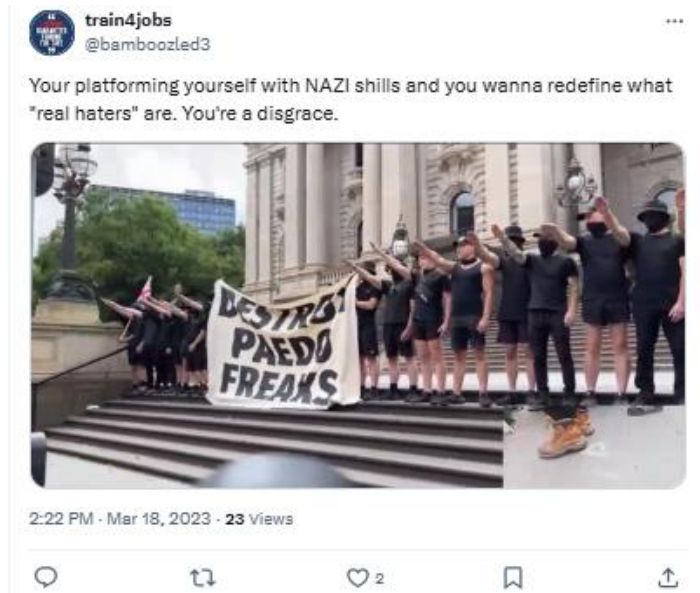 train4jobs
@bamboozled3
Your platforming yourself with NAZI shills and you wanna redefine what
"real haters" are. You're a disgrace.
DESTROY
PAEDO
FREAKS
2:22 PM · Mar 18, 2023 · 23 Views
2